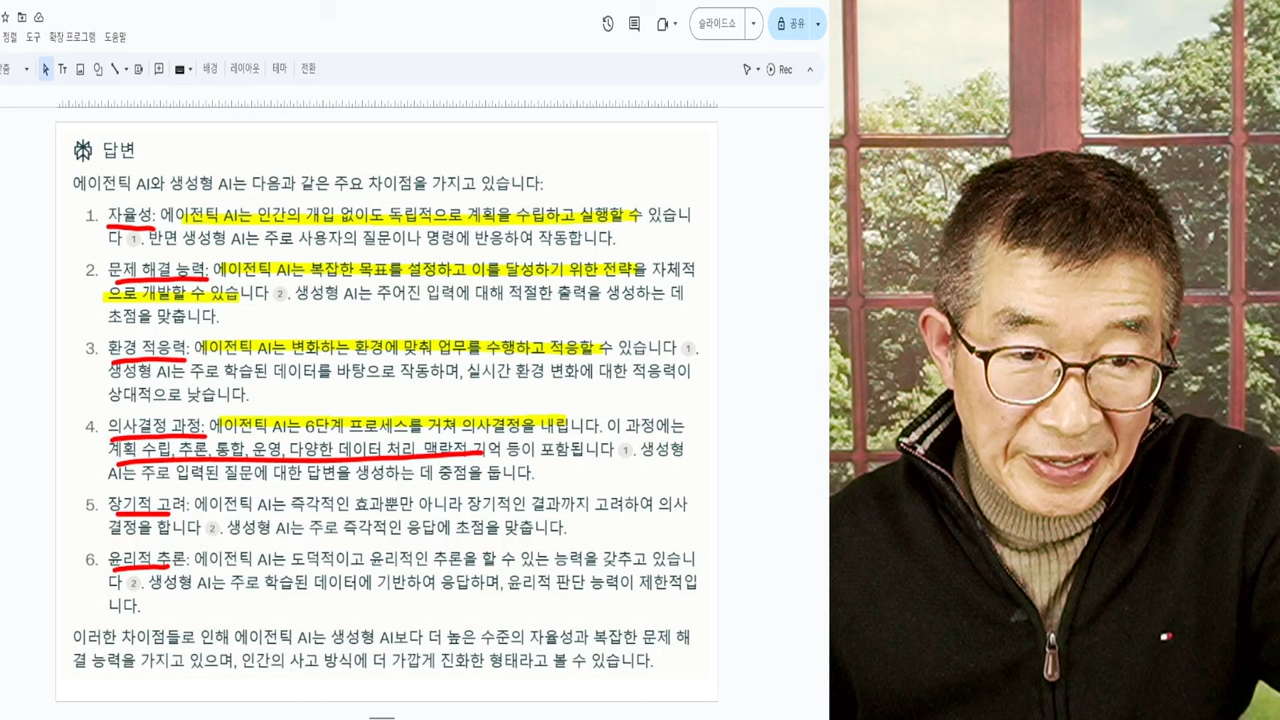 정렬 도구 확장 프로그램 도움말
슬라이드쇼
공유
배경 레이아웃 테마 전환
Rec
답변
에이전틱 AI와 생성형 AI는 다음과 같은 주요 차이점을 가지고 있습니다:
1. 자율성: 에이전틱 AI는 인간의 개입 없이도 독립적으로 계획을 수립하고 실행할 수 있습니
다 1. 반면 생성형 AI는 주로 사용자의 질문이나 명령에 반응하여 작동합니다.
2. 문제 해결 능력: 에이전틱 AI는 복잡한 목표를 설정하고 이를 달성하기 위한 전략을 자체적
으로 개발할 수 있습니다 2. 생성형 AI는 주어진 입력에 대해 적절한 출력을 생성하는 데
초점을 맞춥니다.
3. 환경 적응력: 에이전틱 AI는 변화하는 환경에 맞춰 업무를 수행하고 적응할 수 있습니다 1.
생성형 AI는 주로 학습된 데이터를 바탕으로 작동하며, 실시간 환경 변화에 대한 적응력이
상대적으로 낮습니다.
4. 의사결정 과정: 에이전틱 AI는 6단계 프로세스를 거쳐 의사결정을 내립니다. 이 과정에는
계획 수립, 추론, 통합, 운영, 다양한 데이터 처리, 맥락적 기억 등이 포함됩니다 1. 생성형
AI는 주로 입력된 질문에 대한 답변을 생성하는 데 중점을 둡니다.
5. 장기적 고려: 에이전틱 AI는 즉각적인 효과뿐만 아니라 장기적인 결과까지 고려하여 의사
결정을 합니다 2. 생성형 AI는 주로 즉각적인 응답에 초점을 맞춥니다.
6. 윤리적 추론: 에이전틱 AI는 도덕적이고 윤리적인 추론을 할 수 있는 능력을 갖추고 있습니
다 2. 생성형 AI는 주로 학습된 데이터에 기반하여 응답하며, 윤리적 판단 능력이 제한적입
니다.
이러한 차이점들로 인해 에이전틱 AI는 생성형 AI보다 더 높은 수준의 자율성과 복잡한 문제 해
결 능력을 가지고 있으며, 인간의 사고 방식에 더 가깝게 진화한 형태라고 볼 수 있습니다.